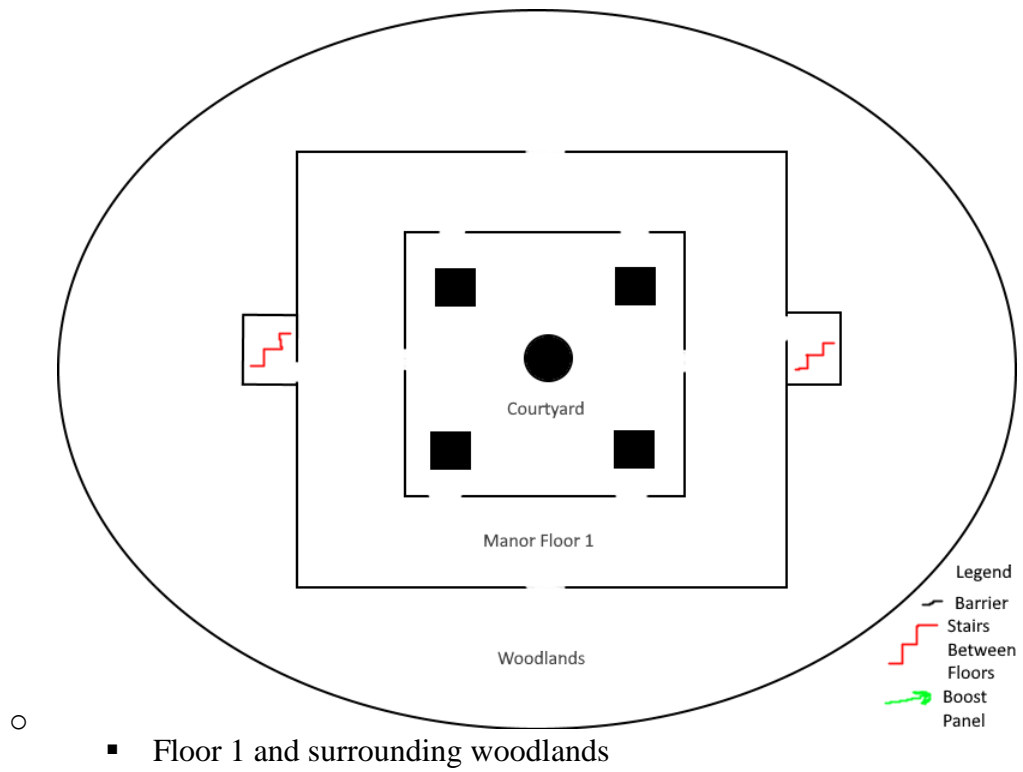 Courtyard
Manor Floor 1
Woodlands
Legend
Barrier
Stairs
Between
Floors
Boost
Panel
Floor 1 and surrounding woodlands